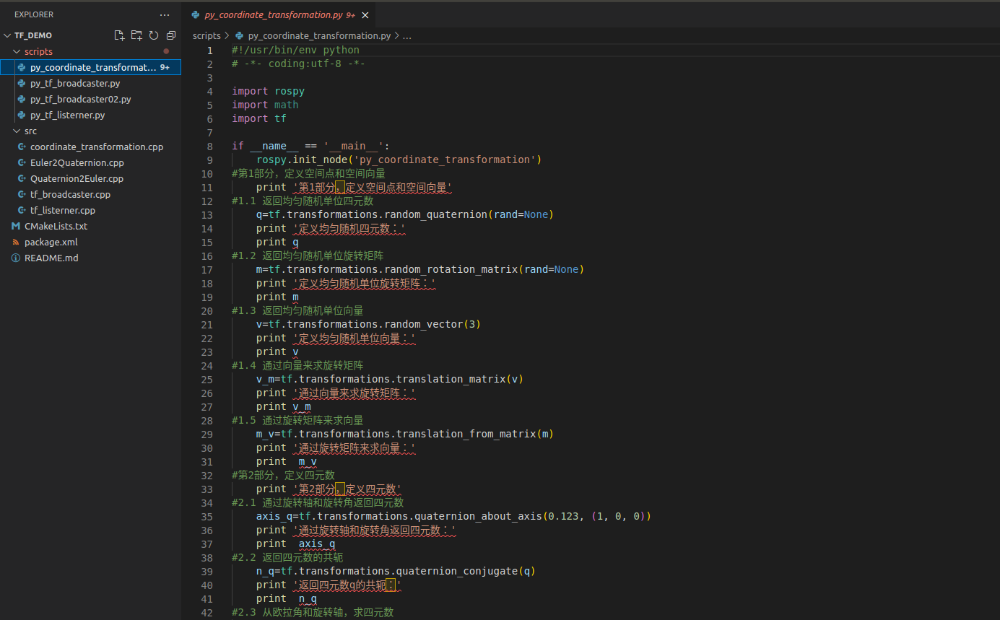 EXPLORER
TF_DEMO
scripts
py_coordinate_transformat... 9+
py_tf_broadcaster.py
py_tf_broadcaster02.py
py_tf_listerner.py
src
coordinate_transformation.cpp
Euler2Quaternion.cpp
Quaternion2Euler.cpp
tf_broadcaster.cpp
tf_listerner.cpp
CMakeLists.txt
package.xml
README.md
py_coordinate_transformation.py 9+
scripts > py_coordinate_transformation.py > ...
1 #!/usr/bin/env python
2 # -*- coding:utf-8 -*-
3
4 import rospy
5 import math
6 import tf
7
8 if __name__ == '__main__':
9 rospy.init_node('py_coordinate_transformation')
10 #第1部分，定义空间点和空间向量
11 print '第1部分，定义空间点和空间向量'
12 #1.1 返回均匀随机单位四元数
13 q=tf.transformations.random_quaternion(rand=None)
14 print '定义均匀随机四元数：'
15 print q
16 #1.2 返回均匀随机单位旋转矩阵
17 m=tf.transformations.random_rotation_matrix(rand=None)
18 print '定义均匀随机单位旋转矩阵：'
19 print m
20 #1.3 返回均匀随机单位向量
21 v=tf.transformations.random_vector(3)
22 print '定义均匀随机单位向量：'
23 print v
24 #1.4 通过向量来求旋转矩阵
25 v_m=tf.transformations.translation_matrix(v)
26 print '通过向量来求旋转矩阵：'
27 print v_m
28 #1.5 通过旋转矩阵来求向量
29 m_v=tf.transformations.translation_from_matrix(m)
30 print '通过旋转矩阵来求向量：'
31 print  m_v
32 #第2部分，定义四元数
33 print '第2部分，定义四元数'
34 #2.1 通过旋转轴和旋转角返回四元数
35 axis_q=tf.transformations.quaternion_about_axis(0.123, (1, 0, 0))
36 print '通过旋转轴和旋转角返回四元数：'
37 print  axis_q
38 #2.2 返回四元数的共轭
39 n_q=tf.transformations.quaternion_conjugate(q)
40 print '返回四元数q的共轭：'
41 print  n_q
42 #2.3 从欧拉角和旋转轴，求四元数